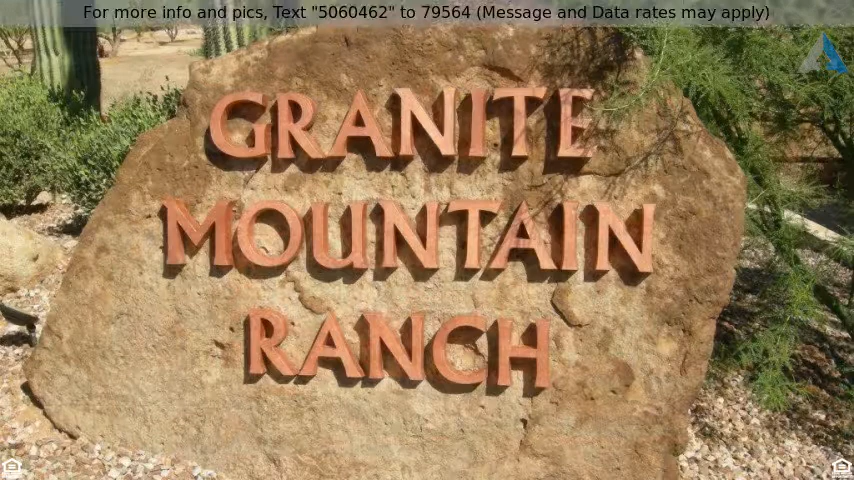 For more info and pics, Text "5060462" to 79564 (Message and Data rates may apply)
GRANITE
MOUNTAIN
RANCH